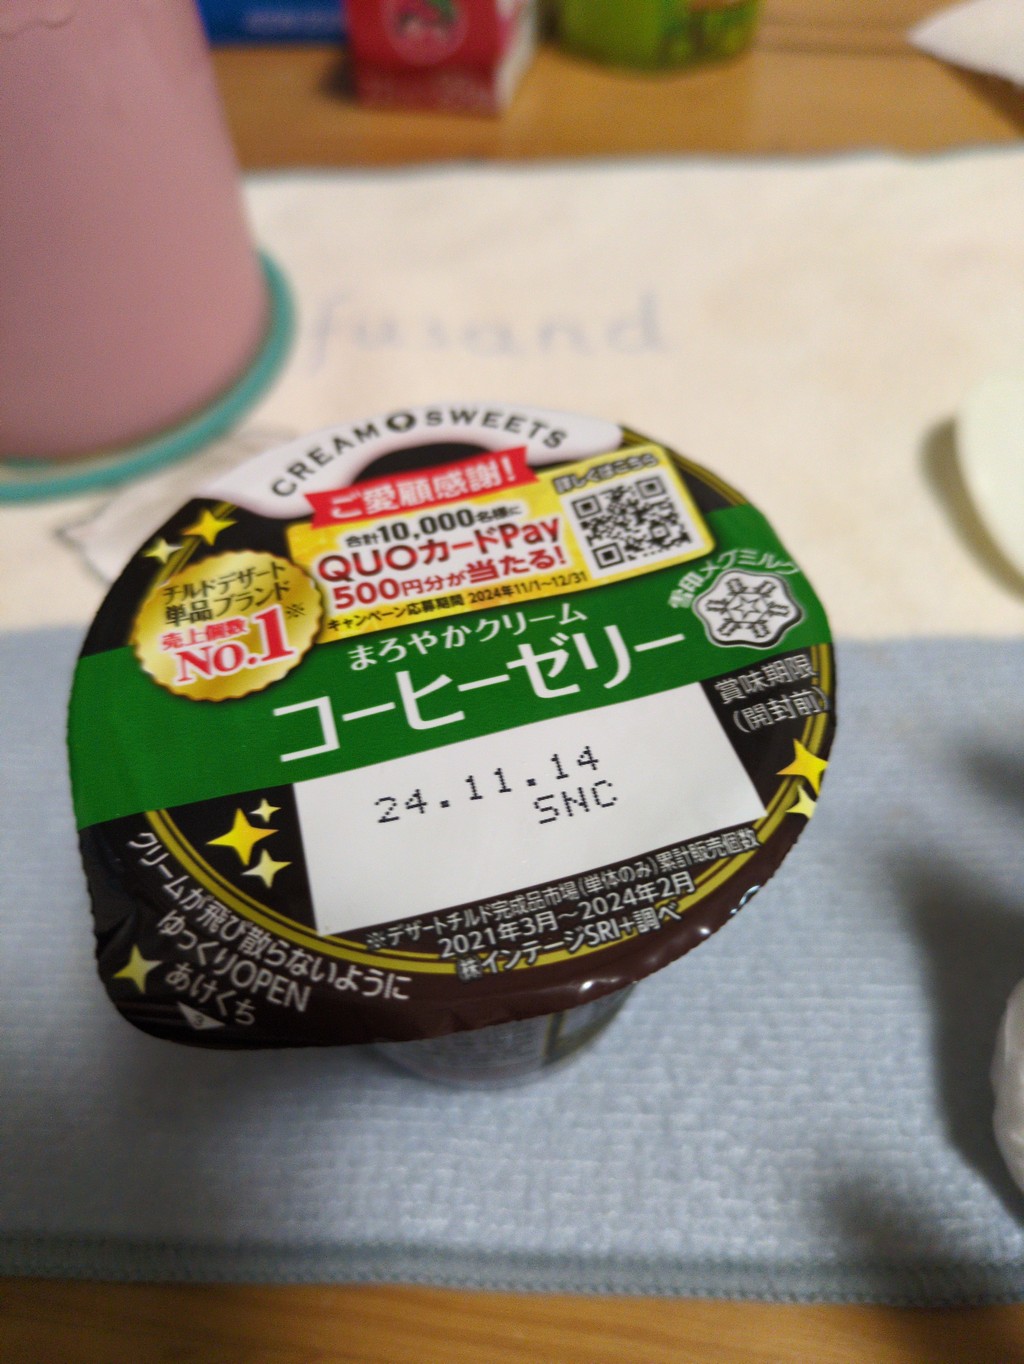 fusand
CREAM SWEETS
ご愛顧感謝!
合計10,000名様に
QUOカードPay
500円分が当たる!
キャンペーン応募期間 2024年11/1~12/31
詳しくはこちら
チルドデザート
単品ブランド※
売上個数
No.1
雪印メグミルク
まろやかクリーム
コーヒーゼリー
賞味期限
(開封前)
24.11.14
SNC
※デザートチルド完成品市場(単体のみ)累計販売個数
2021年3月~2024年2月
㈱インテージSRI+調べ
クリームが飛び散らないように
ゆっくりOPEN
あけくち